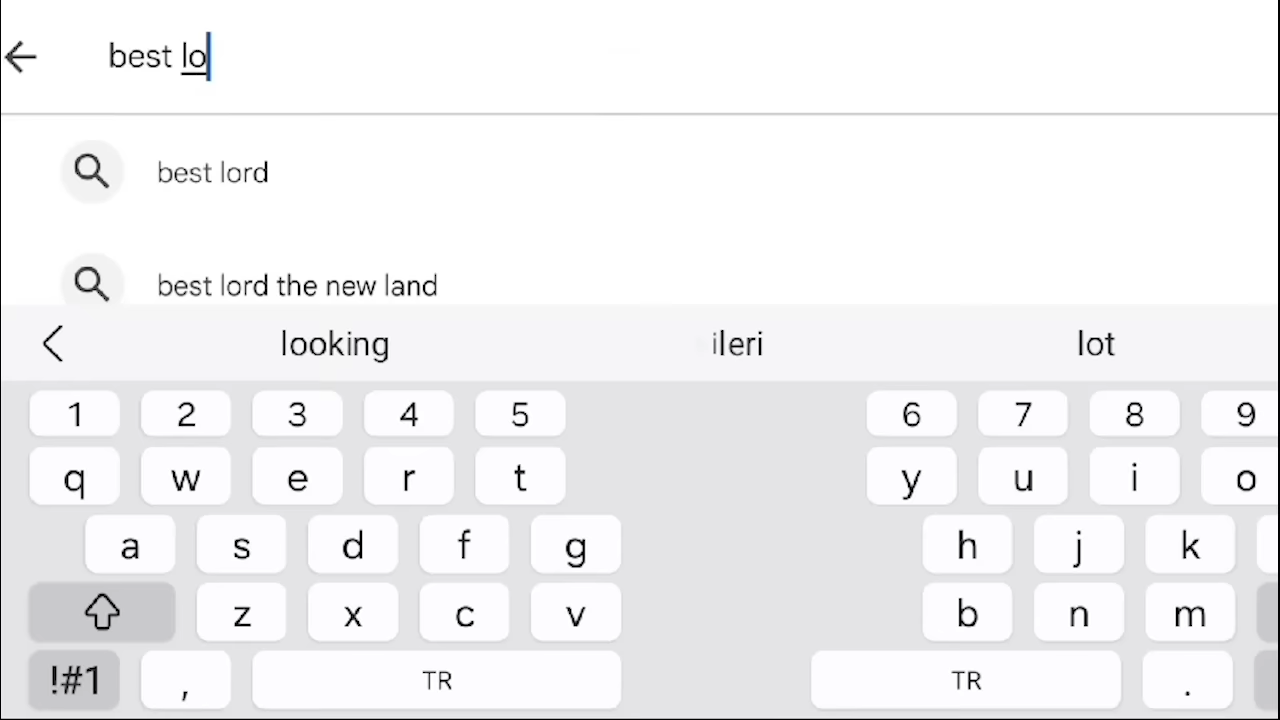 best lo
best lord
best lord the new land
looking ileri lot
1 2 3 4 5 6 7 8 9
q w e r t y u i o
a s d f g h j k
z x c v b n m
!#1 , TR TR .